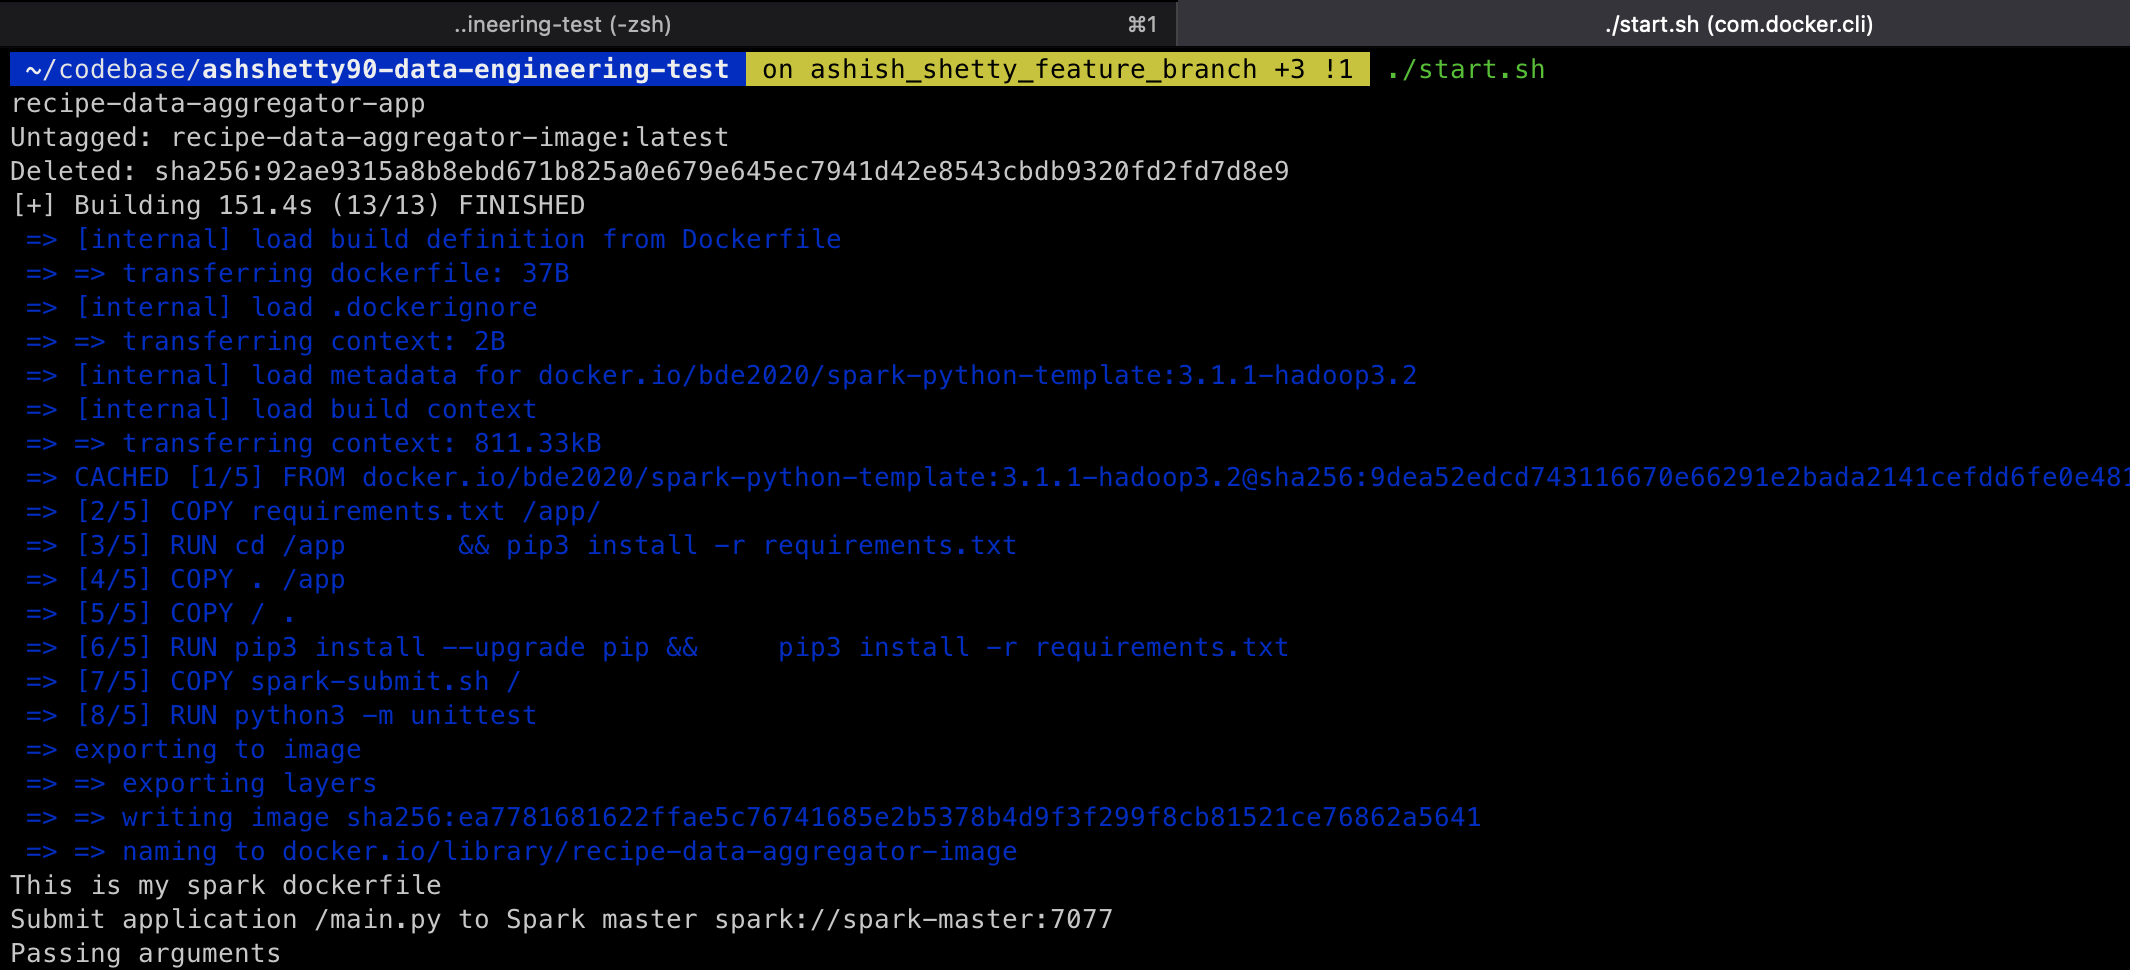 ..ineering-test (-zsh) ⌘1 ./start.sh (com.docker.cli)
~/codebase/ashshetty90-data-engineering-test on ashish_shetty_feature_branch +3 !1 ./start.sh
recipe-data-aggregator-app
Untagged: recipe-data-aggregator-image:latest
Deleted: sha256:92ae9315a8b8ebd671b825a0e679e645ec7941d42e8543cbdb9320fd2fd7d8e9
[+] Building 151.4s (13/13) FINISHED
=> [internal] load build definition from Dockerfile
=> => transferring dockerfile: 37B
=> [internal] load .dockerignore
=> => transferring context: 2B
=> [internal] load metadata for docker.io/bde2020/spark-python-template:3.1.1-hadoop3.2
=> [internal] load build context
=> => transferring context: 811.33kB
=> CACHED [1/5] FROM docker.io/bde2020/spark-python-template:3.1.1-hadoop3.2@sha256:9dea52edcd743116670e66291e2bada2141cefdd6fe0e481
=> [2/5] COPY requirements.txt /app/
=> [3/5] RUN cd /app       && pip3 install -r requirements.txt
=> [4/5] COPY . /app
=> [5/5] COPY / .
=> [6/5] RUN pip3 install --upgrade pip &&     pip3 install -r requirements.txt
=> [7/5] COPY spark-submit.sh /
=> [8/5] RUN python3 -m unittest
=> exporting to image
=> => exporting layers
=> => writing image sha256:ea7781681622ffae5c76741685e2b5378b4d9f3f299f8cb81521ce76862a5641
=> => naming to docker.io/library/recipe-data-aggregator-image
This is my spark dockerfile
Submit application /main.py to Spark master spark://spark-master:7077
Passing arguments